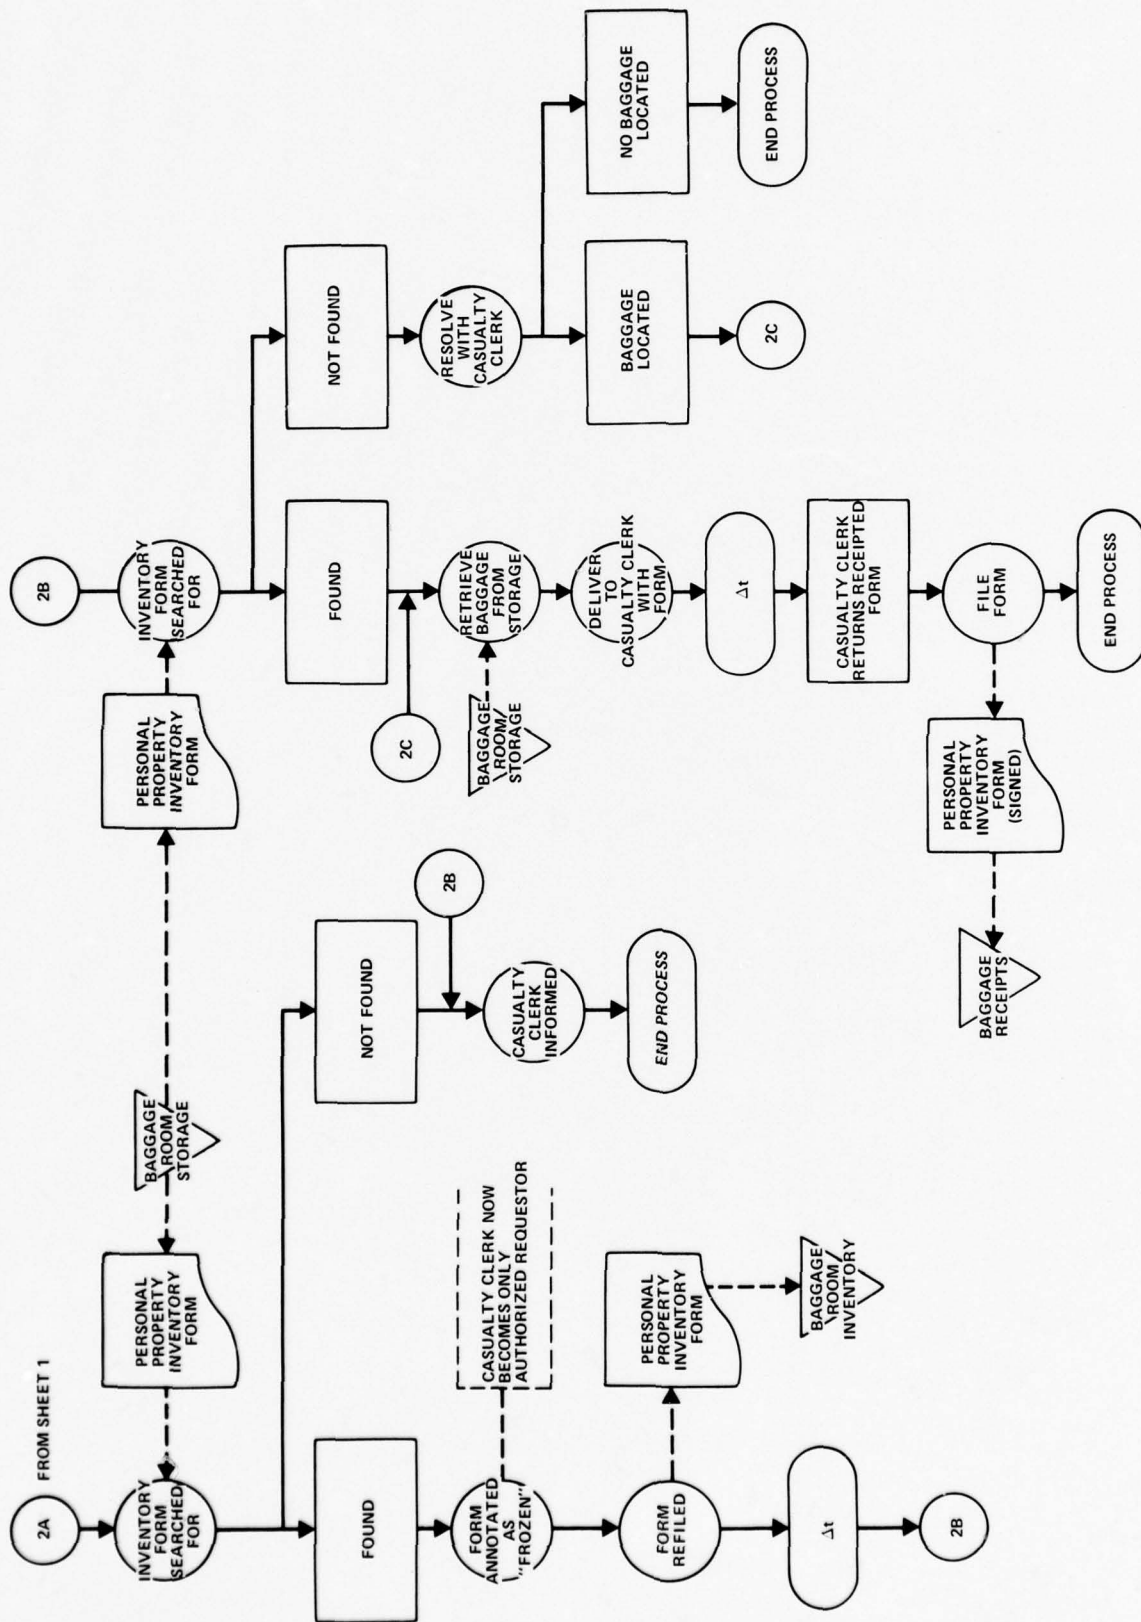 2A
FROM SHEET 1
INVENTORY
FORM
SEARCHED
FOR
PERSONAL
PROPERTY
INVENTORY
FORM
BAGGAGE
ROOM/
STORAGE
PERSONAL
PROPERTY
INVENTORY
FORM
2B
INVENTORY
FORM
SEARCHED
FOR
FOUND
NOT FOUND
FOUND
NOT FOUND
FORM
ANNOTATED
AS
"FROZEN"
CASUALTY CLERK NOW
BECOMES ONLY
AUTHORIZED REQUESTOR
2B
CASUALTY
CLERK
INFORMED
END PROCESS
FORM
REFILED
PERSONAL
PROPERTY
INVENTORY
FORM
BAGGAGE
ROOM/
INVENTORY
Δt
2B
2C
BAGGAGE
ROOM/
STORAGE
RETRIEVE
BAGGAGE
FROM
STORAGE
DELIVER
TO
CASUALTY CLERK
WITH
FORM
Δt
CASUALTY CLERK
RETURNS RECEIPTED
FORM
FILE
FORM
PERSONAL
PROPERTY
INVENTORY
FORM
(SIGNED)
BAGGAGE
RECEIPTS
END PROCESS
RESOLVE
WITH
CASUALTY
CLERK
BAGGAGE
LOCATED
2C
NO BAGGAGE
LOCATED
END PROCESS